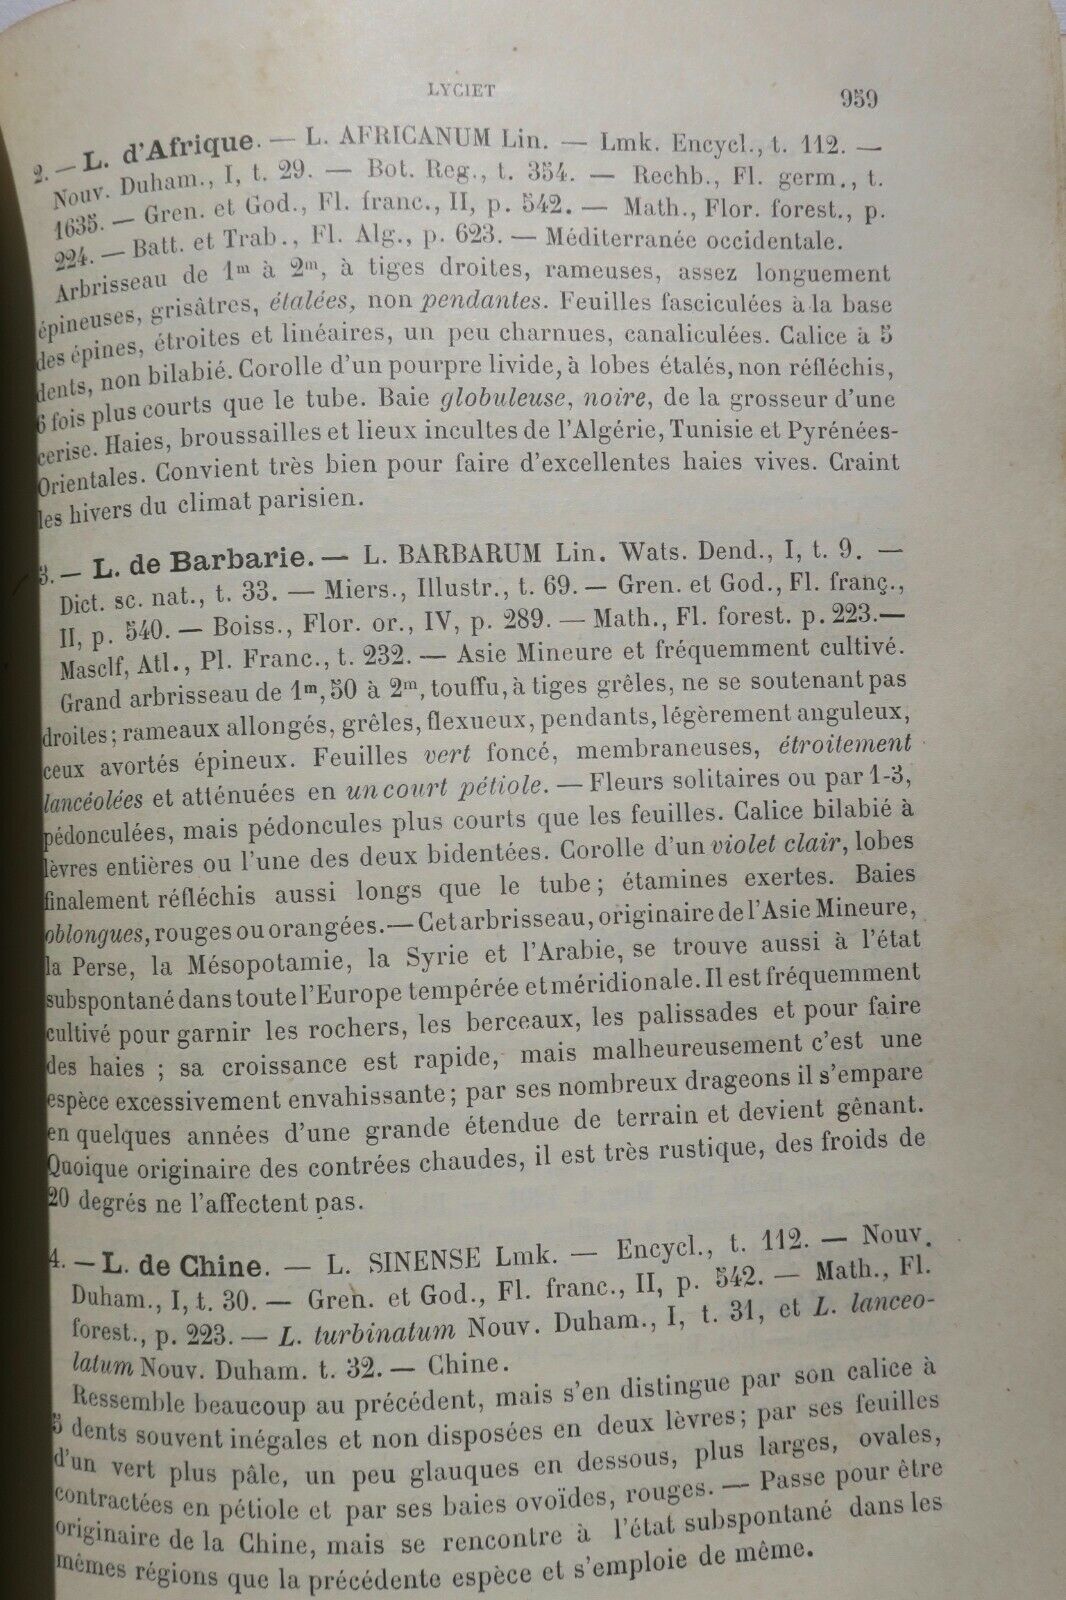 LYCIET
959
2. — L. d'Afrique. — L. AFRICANUM Lin. — Lmk. Encycl., t. 112. —
Nouv. Duham., I, t. 29. — Bot. Reg., t. 354. — Rechb., Fl. germ., t.
1635. — Gren. et God., Fl. franc., II, p. 542. — Math., Flor. forest., p.
224. — Batt. et Trab., Fl. Alg., p. 623. — Méditerranée occidentale.
Arbrisseau de 1m à 2m, à tiges droites, rameuses, assez longuement
épineuses, grisâtres, étalées, non pendantes. Feuilles fasciculées à la base
des épines, étroites et linéaires, un peu charnues, canaliculées. Calice à 5
dents, non bilabié. Corolle d'un pourpre livide, à lobes étalés, non réfléchis,
6 fois plus courts que le tube. Baie globuleuse, noire, de la grosseur d'une
cerise. Haies, broussailles et lieux incultes de l'Algérie, Tunisie et Pyrénées-
Orientales. Convient très bien pour faire d'excellentes haies vives. Craint
les hivers du climat parisien.
3. — L. de Barbarie. — L. BARBARUM Lin. Wats. Dend., I, t. 9. —
Dict. sc. nat., t. 33. — Miers., Illustr., t. 69. — Gren. et God., Fl. franç.,
II, p. 540. — Boiss., Flor. or., IV, p. 289. — Math., Fl. forest. p. 223.—
Masclf, Atl., Pl. Franc., t. 232. — Asie Mineure et fréquemment cultivé.
Grand arbrisseau de 1m,50 à 2m, touffu, à tiges grêles, ne se soutenant pas
droites; rameaux allongés, grêles, flexueux, pendants, légèrement anguleux,
ceux avortés épineux. Feuilles vert foncé, membraneuses, étroitement
lancéolées et atténuées en un court pétiole. — Fleurs solitaires ou par 1-3,
pédonculées, mais pédoncules plus courts que les feuilles. Calice bilabié à
lèvres entières ou l'une des deux bidentées. Corolle d'un violet clair, lobes
finalement réfléchis aussi longs que le tube; étamines exertes. Baies
oblongues, rouges ou orangées. — Cet arbrisseau, originaire de l'Asie Mineure,
la Perse, la Mésopotamie, la Syrie et l'Arabie, se trouve aussi à l'état
subspontané dans toute l'Europe tempérée et méridionale. Il est fréquemment
cultivé pour garnir les rochers, les berceaux, les palissades et pour faire
des haies ; sa croissance est rapide, mais malheureusement c'est une
espèce excessivement envahissante; par ses nombreux drageons il s'empare
en quelques années d'une grande étendue de terrain et devient gênant.
Quoique originaire des contrées chaudes, il est très rustique, des froids de
20 degrés ne l'affectent pas.
4. — L. de Chine. — L. SINENSE Lmk. — Encycl., t. 112. — Nouv.
Duham., I, t. 30. — Gren. et God., Fl. franc., II, p. 542. — Math., Fl.
forest., p. 223. — L. turbinatum Nouv. Duham., I, t. 31, et L. lanceo-
latum Nouv. Duham. t. 32. — Chine.
Ressemble beaucoup au précédent, mais s'en distingue par son calice à
5 dents souvent inégales et non disposées en deux lèvres; par ses feuilles
d'un vert plus pâle, un peu glauques en dessous, plus larges, ovales,
contractées en pétiole et par ses baies ovoïdes, rouges. — Passe pour être
originaire de la Chine, mais se rencontre à l'état subspontané dans les
mêmes régions que la précédente espèce et s'emploie de même.